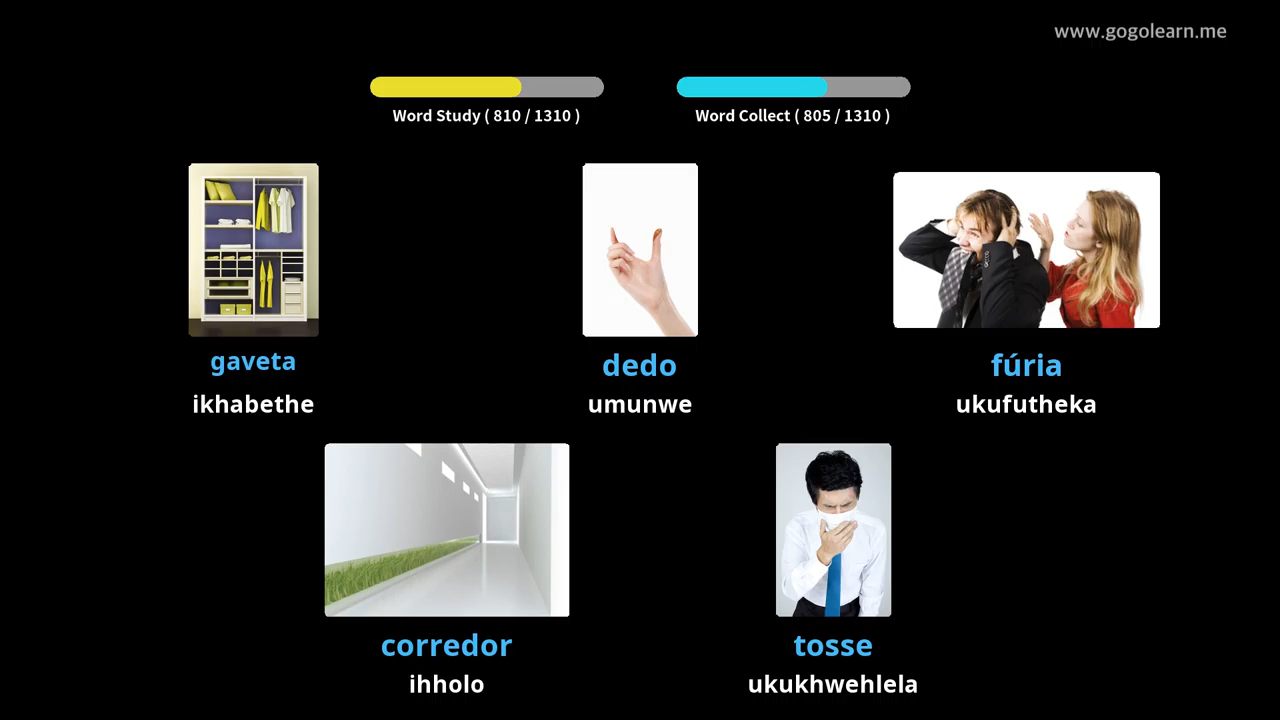 www.gogolearn.me
Word Study ( 810 / 1310 )
Word Collect ( 805 / 1310 )
gaveta
ikhabethe
dedo
umunwe
fúria
ukufutheka
corredor
ihholo
tosse
ukukhwehlela